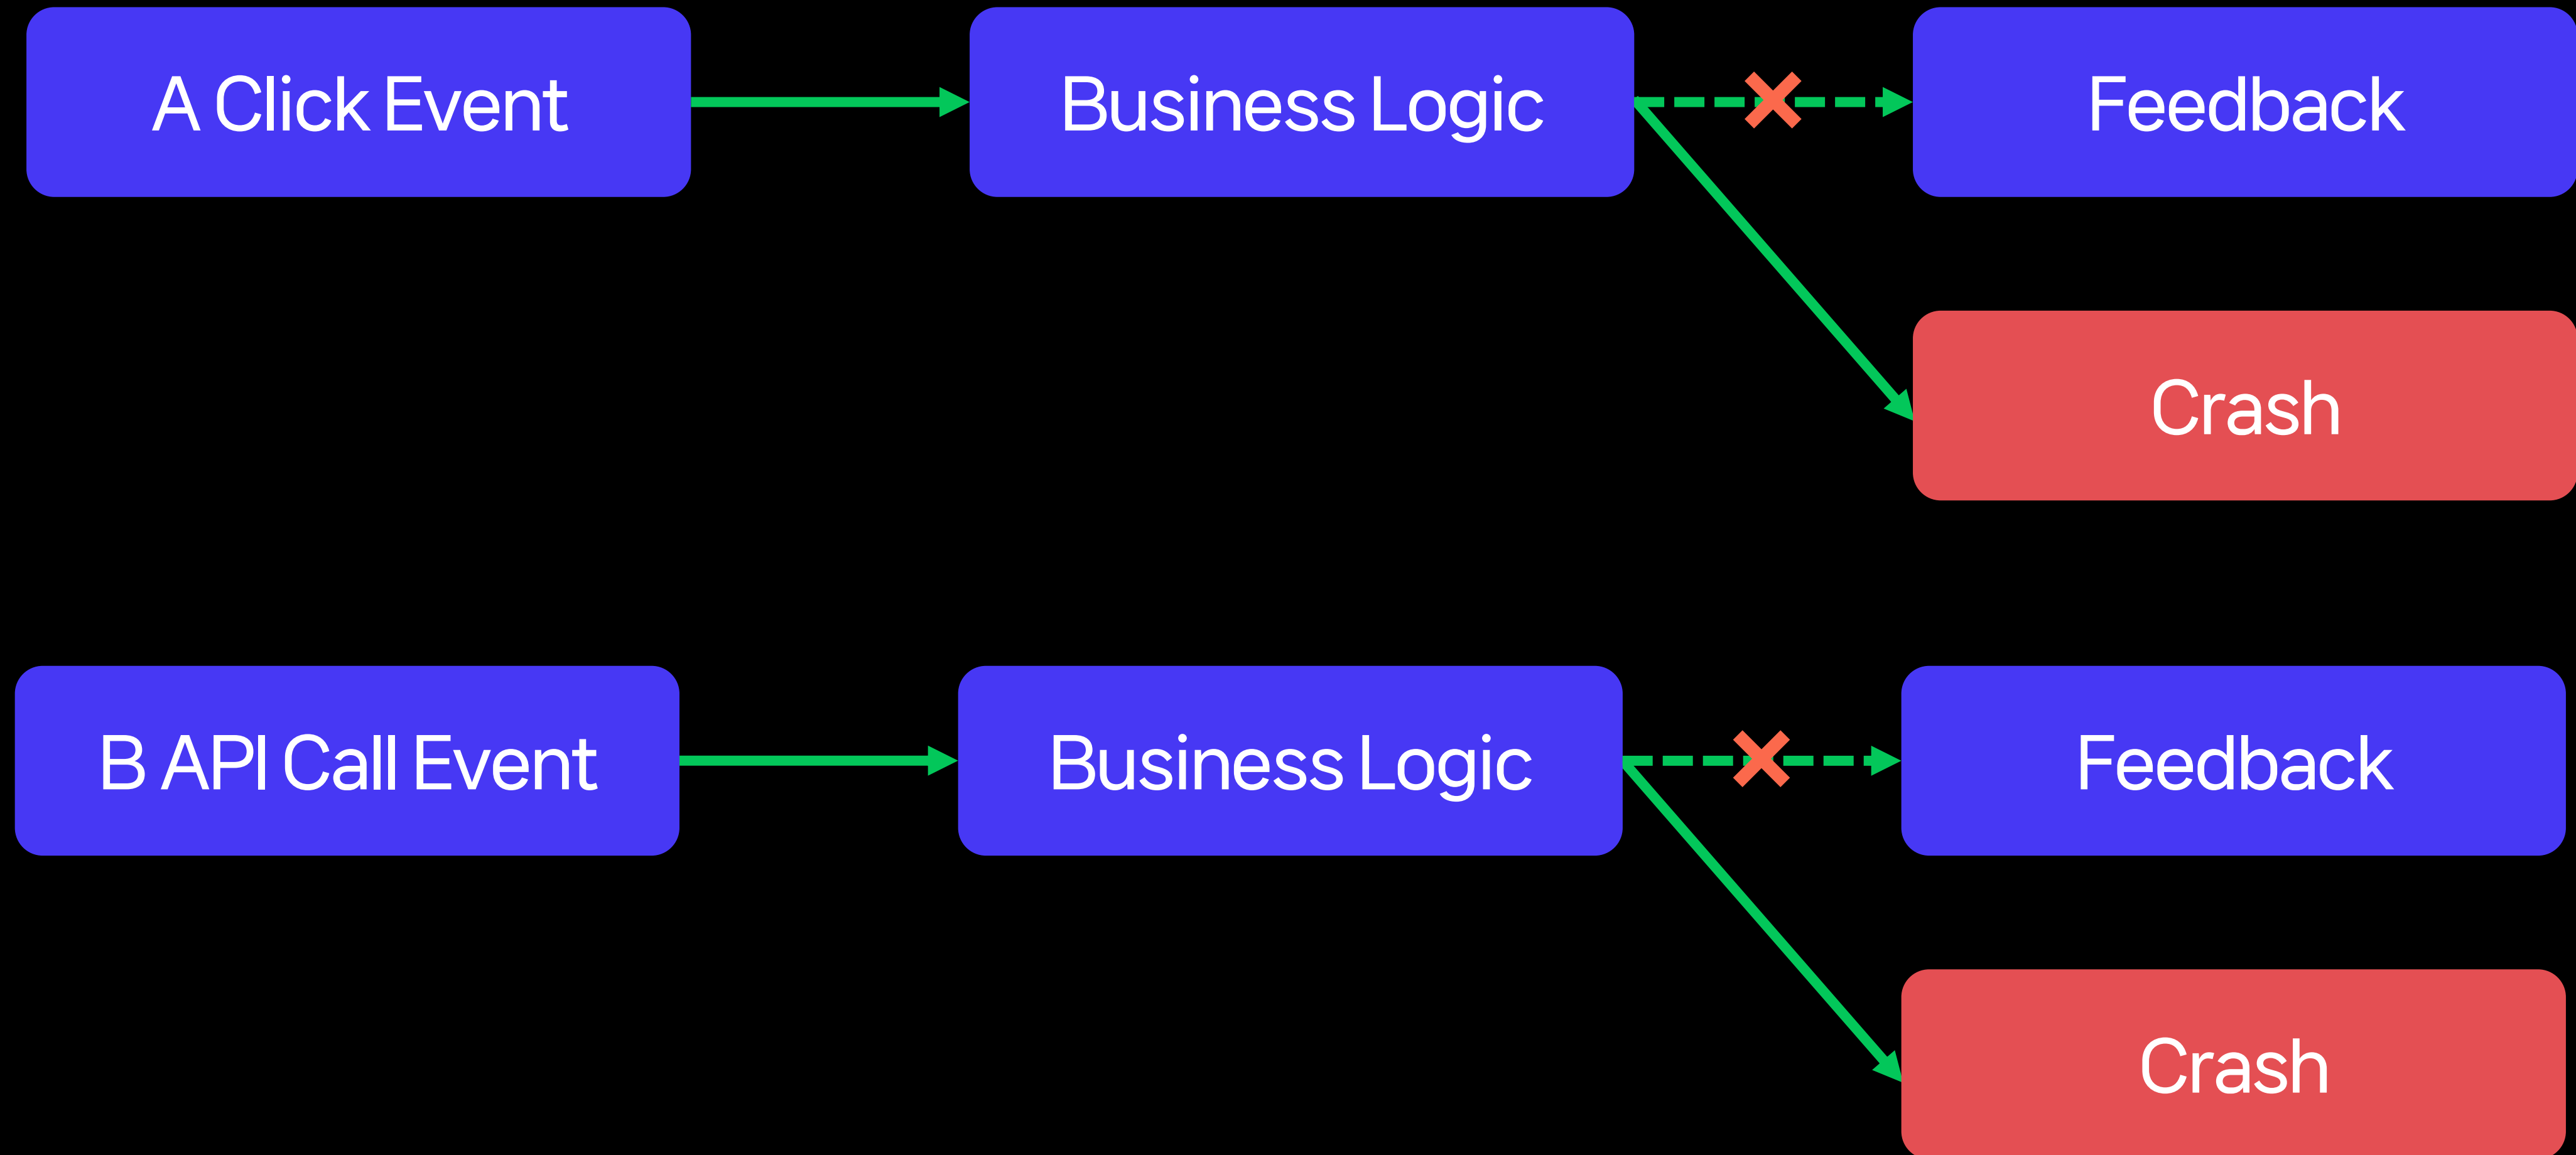 A Click Event
Business Logic
Feedback
Crash
B API Call Event
Business Logic
Feedback
Crash